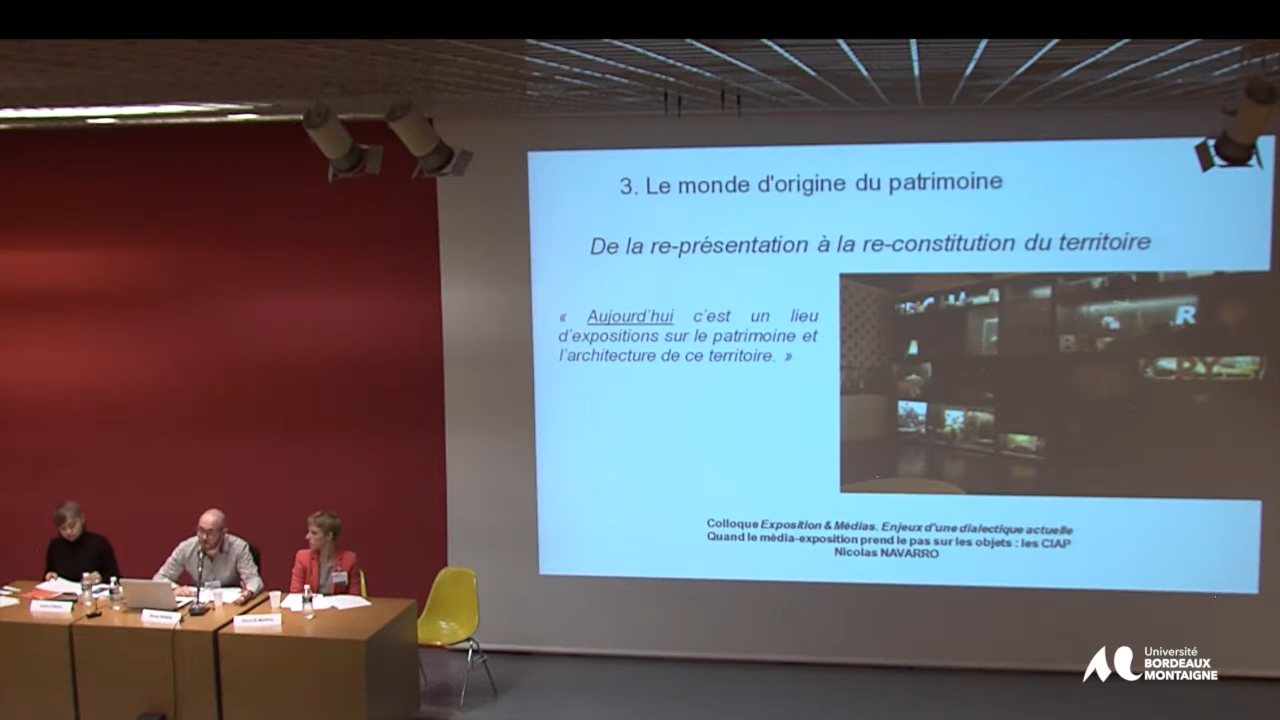 3. Le monde d'origine du patrimoine
De la re-présentation à la re-constitution du territoire
« Aujourd'hui c'est un lieu
d'expositions sur le patrimoine et
l'architecture de ce territoire. »
R
B
Colloque Exposition & Médias. Enjeux d'une dialectique actuelle
Quand le média-exposition prend le pas sur les objets : les CIAP
Nicolas NAVARRO
Université
BORDEAUX
MONTAIGNE